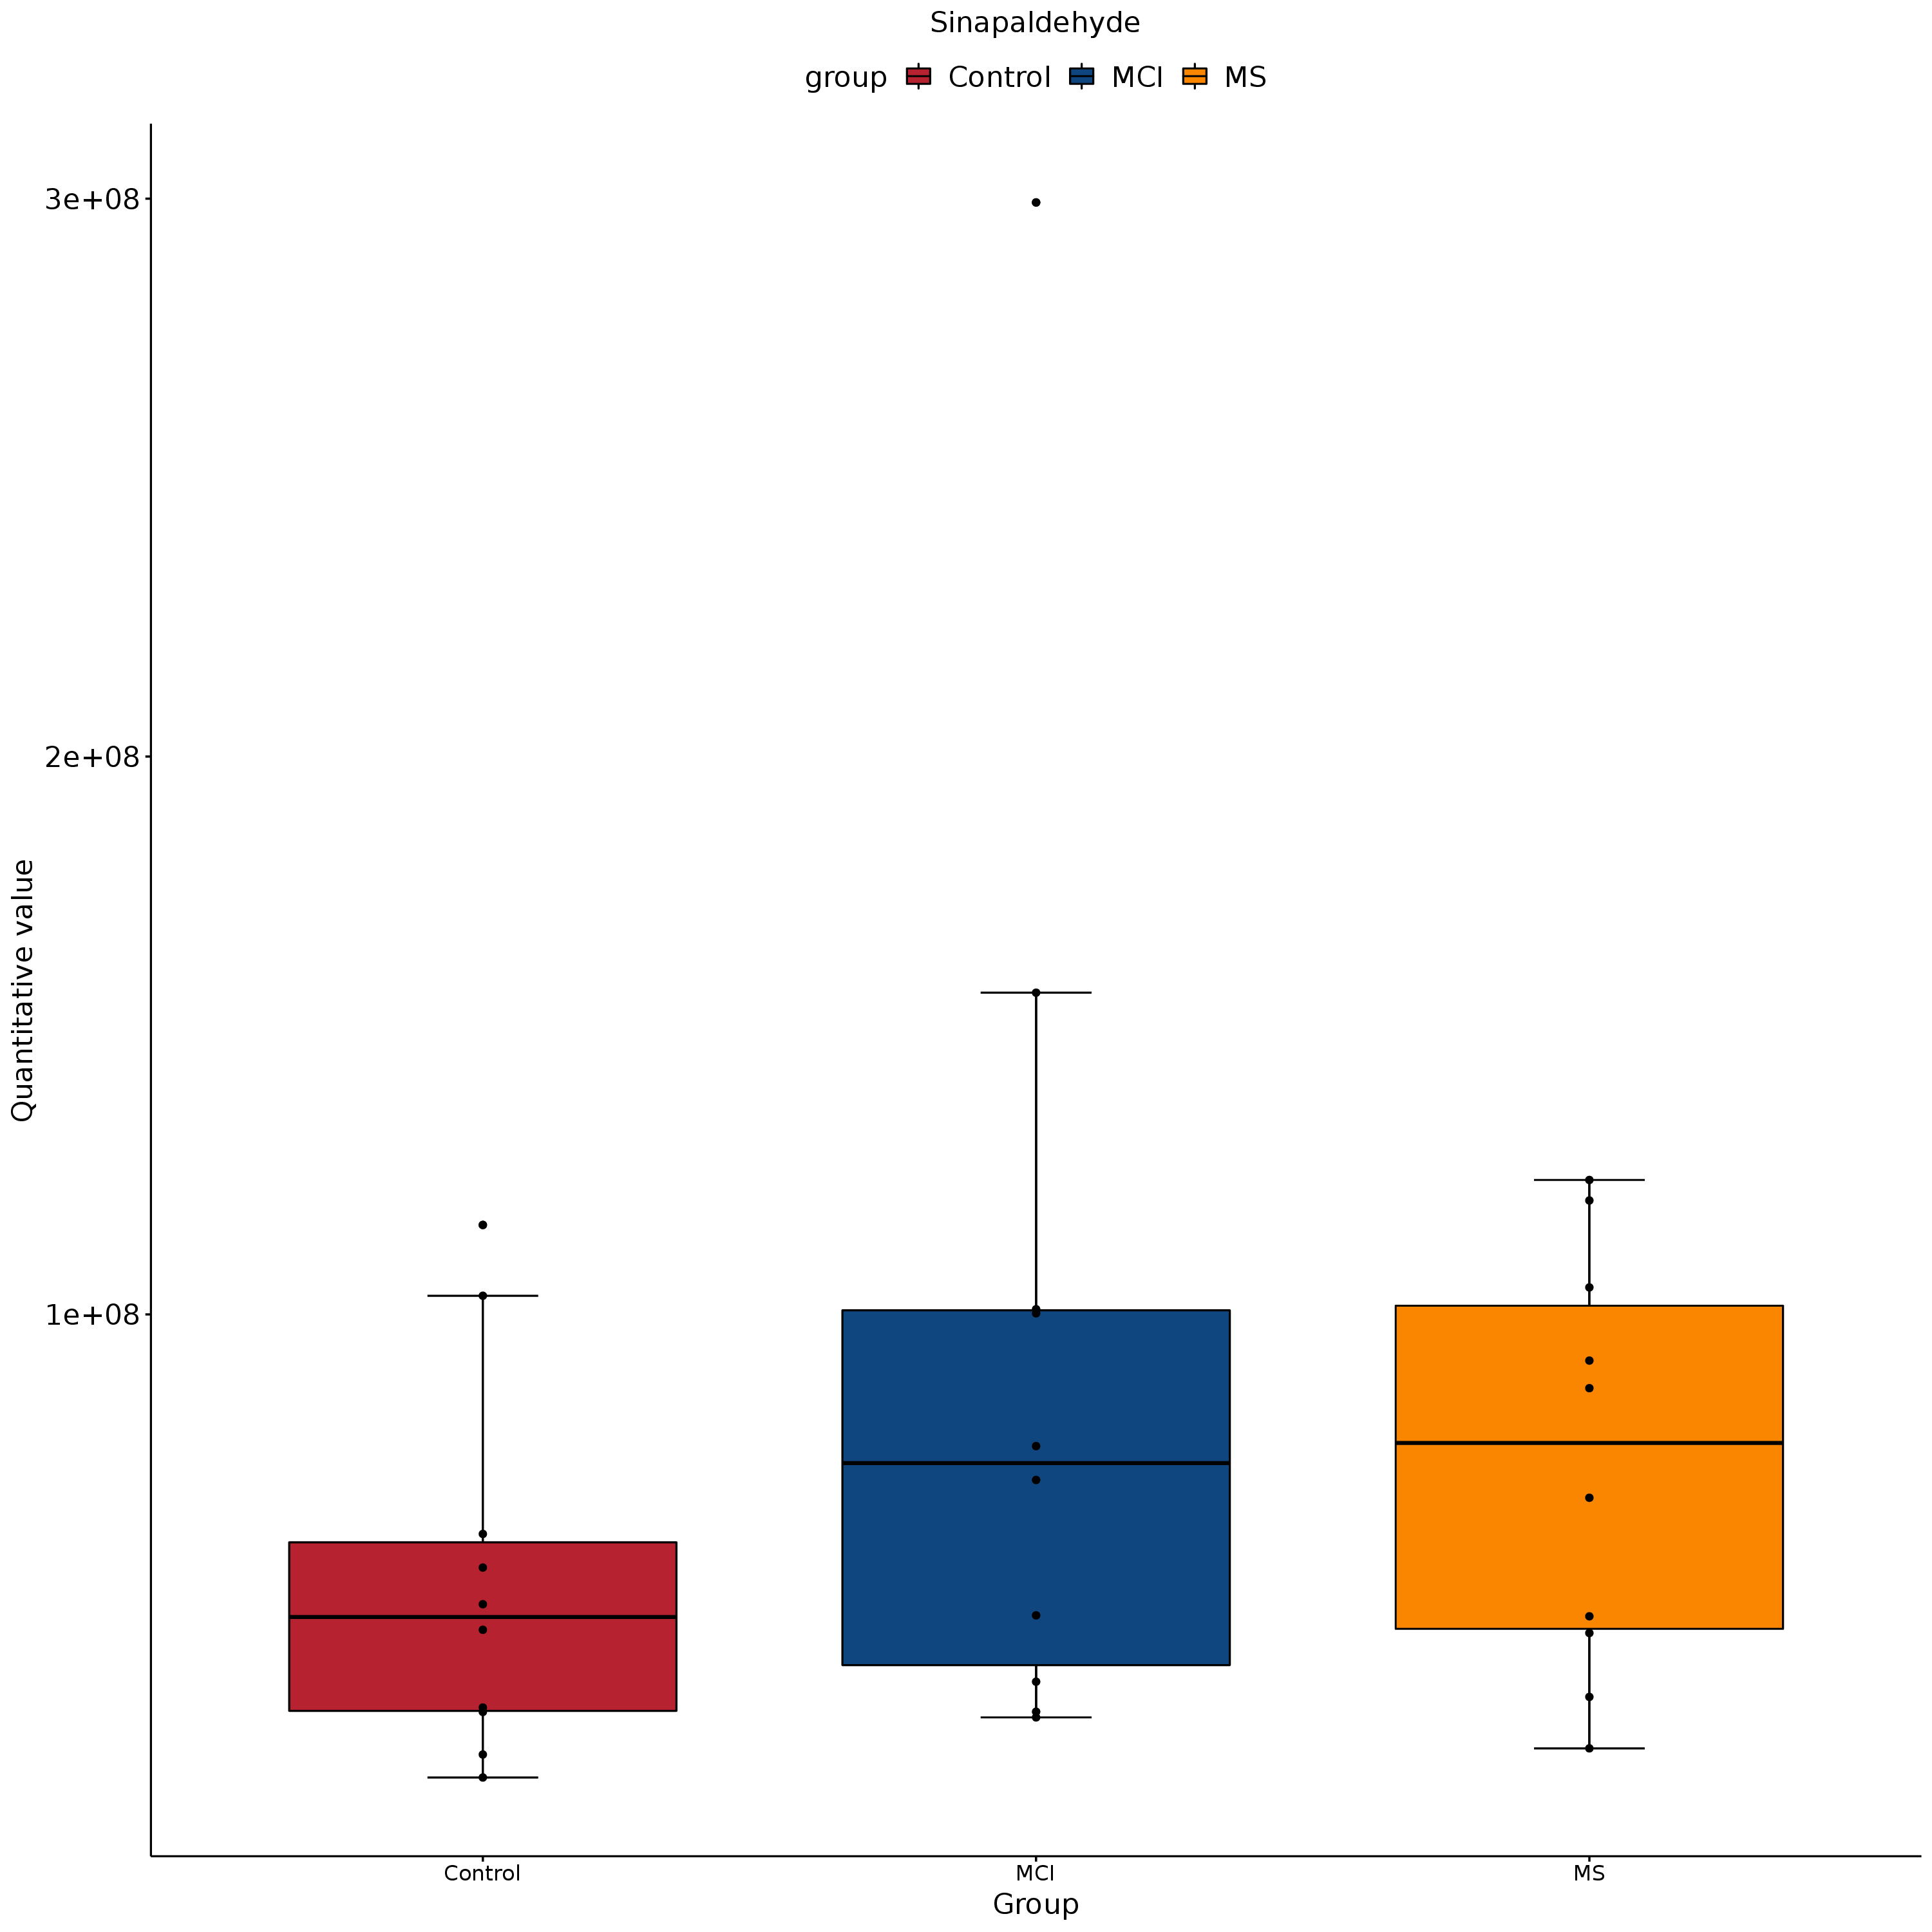 Sinapaldehyde
group Control MCI MS
3e+08
2e+08
1e+08
Quantitative value
Control MCI MS
Group